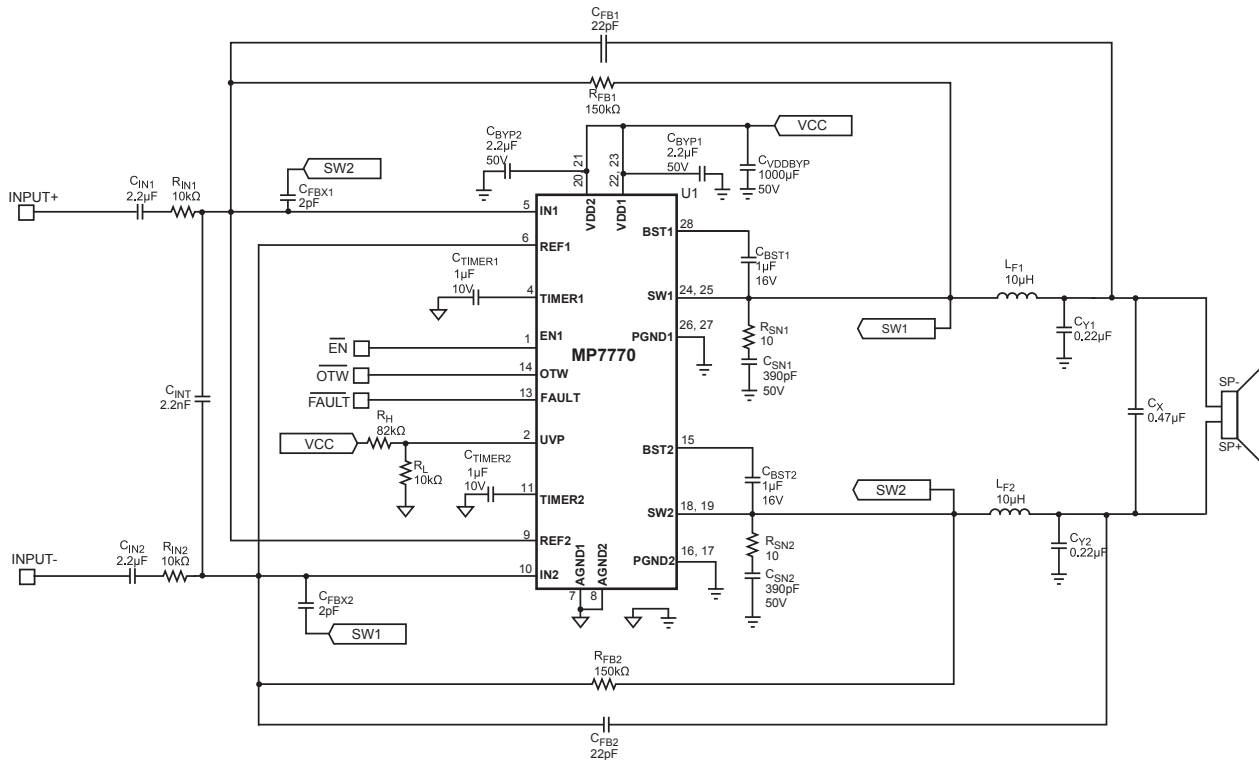 CFB1
22pF
RFB1
150kΩ
VCC
CBYP2
2.2µF
50V
20, 21
22, 23
CBYP1
2.2µF
50V
CVDDBYP
1000µF
50V
SW2
CFBX1
2pF
INPUT+
CIN1
2.2µF
RIN1
10kΩ
U1
VDD2
VDD1
5
IN1
6
REF1
BST1
28
CBST1
1µF
16V
CTIMER1
1µF
10V
4
TIMER1
SW1
24, 25
LF1
10µH
EN
1
EN1
PGND1
26, 27
MP7770
RSN1
10
CSN1
390pF
50V
SW1
CY1
0.22µF
OTW
14
OTW
FAULT
13
FAULT
CINT
2.2nF
CX
0.47µF
SP-
SP+
VCC
RH
82kΩ
2
UVP
RL
10kΩ
BST2
15
CBST2
1µF
16V
CTIMER2
1µF
10V
11
TIMER2
SW2
LF2
10µH
SW2
18, 19
9
REF2
RSN2
10
CSN2
390pF
50V
CY2
0.22µF
INPUT-
CIN2
2.2µF
RIN2
10kΩ
10
IN2
AGND1
AGND2
PGND2
16, 17
7
8
CFBX2
2pF
SW1
RFB2
150kΩ
CFB2
22pF